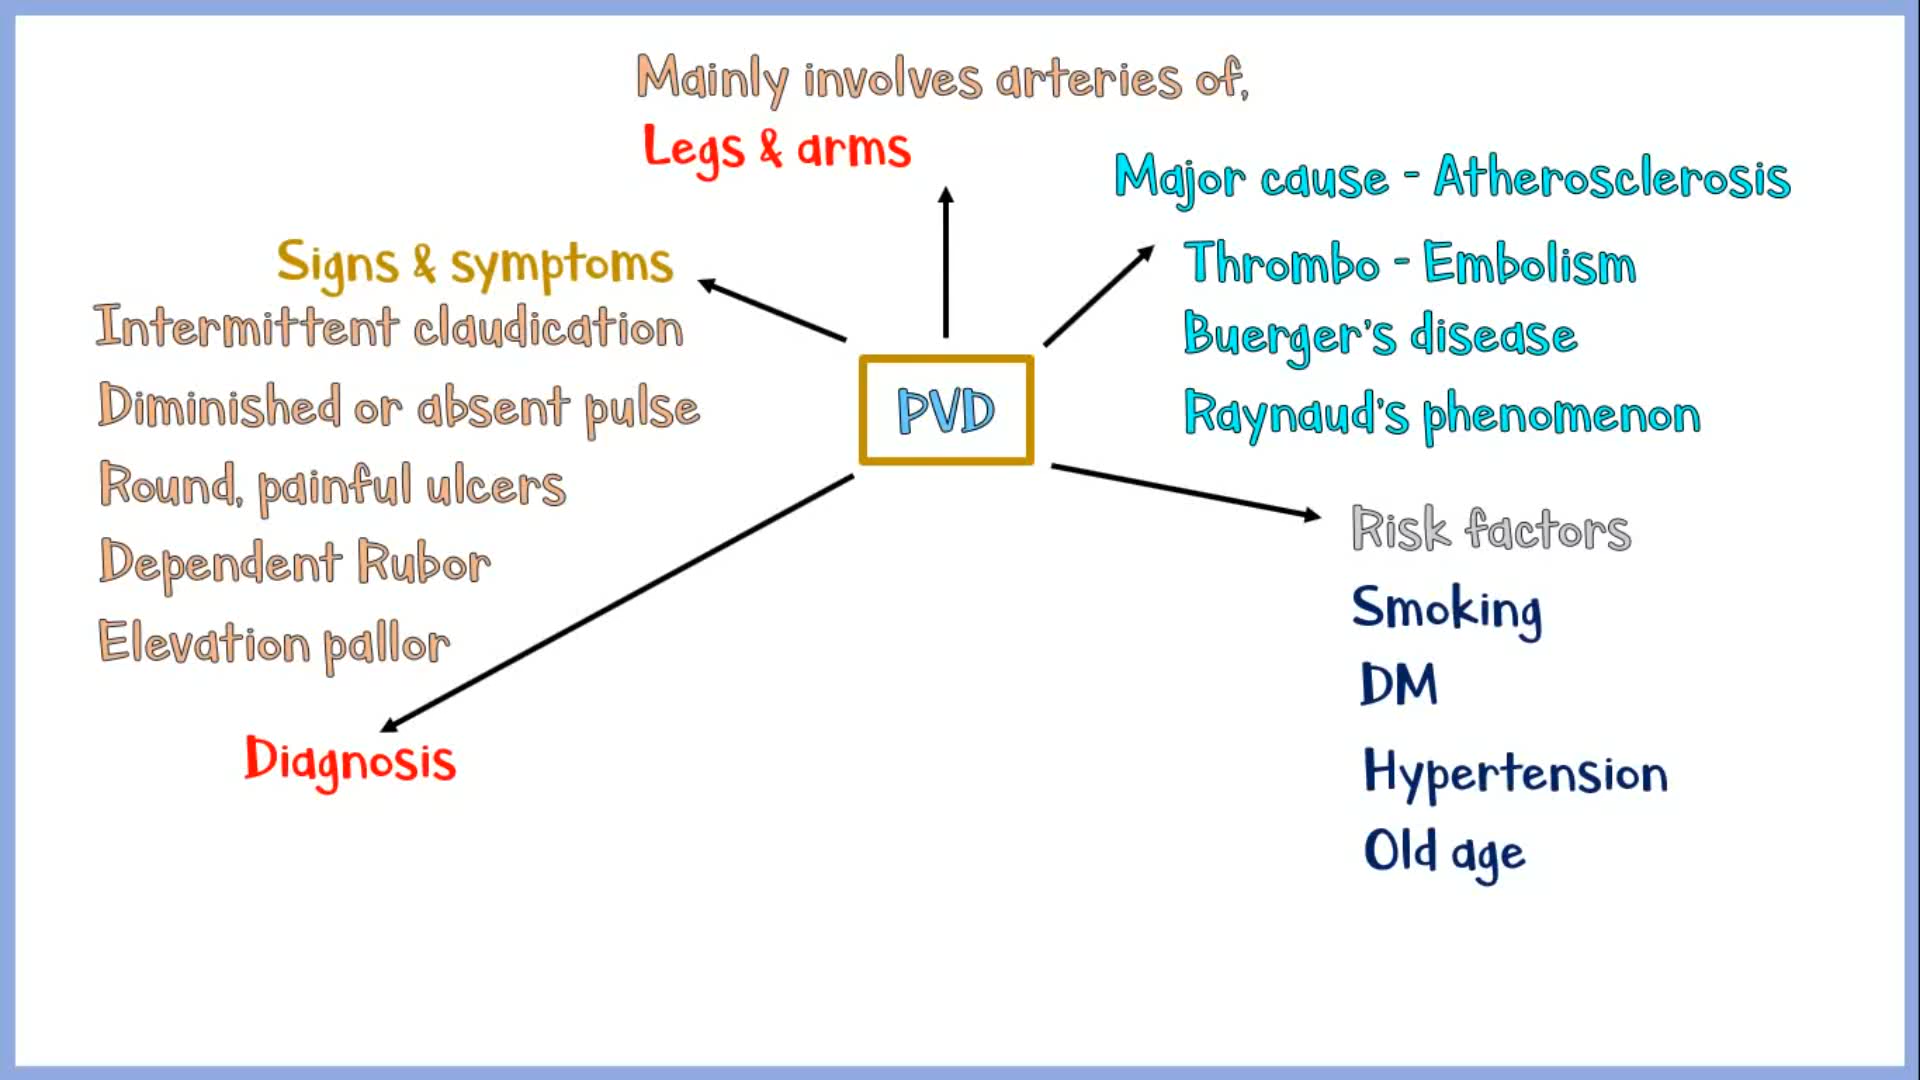 Mainly involves arteries of,
Legs & arms
Major cause - Atherosclerosis
Thrombo - Embolism
Buerger's disease
Raynaud's phenomenon
Signs & symptoms
Intermittent claudication
Diminished or absent pulse
Round, painful ulcers
Dependent Rubor
Elevation pallor
PVD
Risk factors
Smoking
DM
Hypertension
Old age
Diagnosis